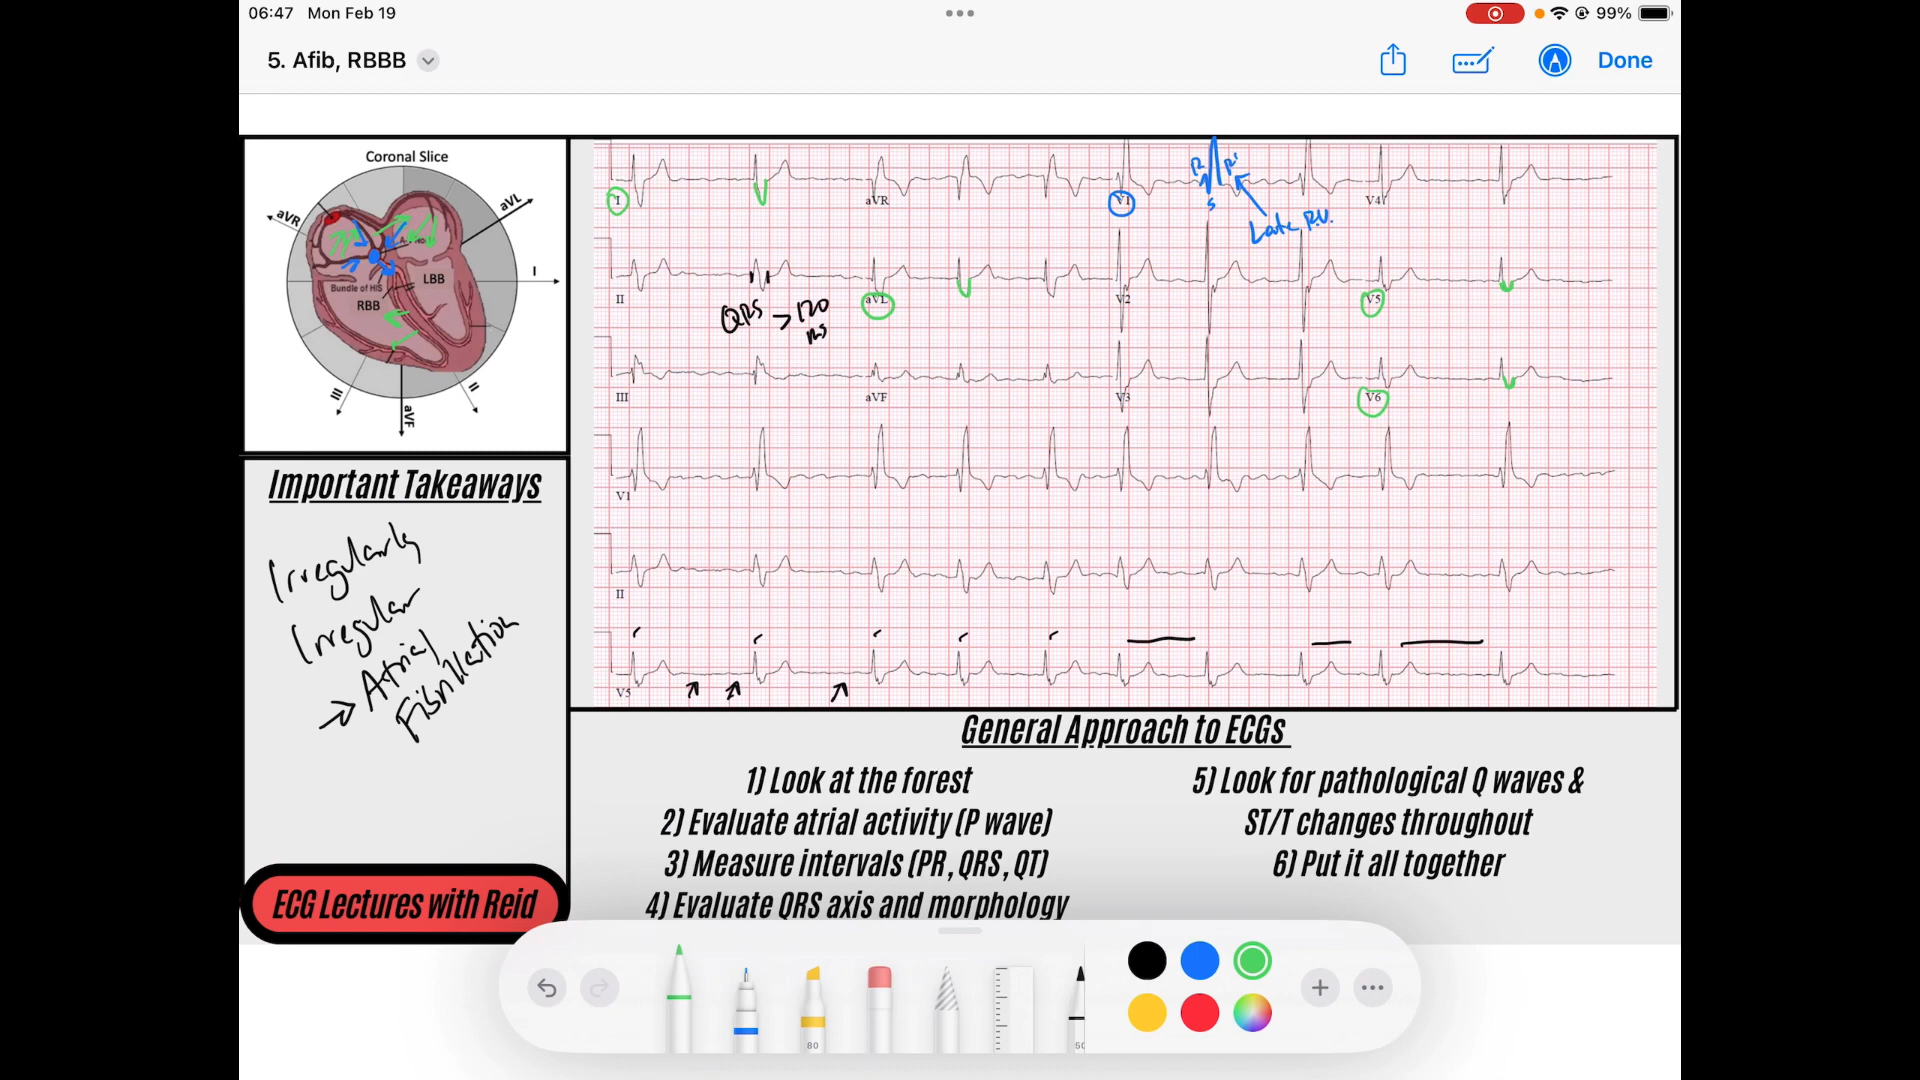 06:47 Mon Feb 19
99%
5. Afib, RBBB
Done
Coronal Slice
aVR
aVL
I
LBB
Bundle of HIS
RBB
III
aVF
II
Important Takeaways
Irregularly
Irregular
→ Atrial
Fibrillation
ECG Lectures with Reid
I
aVR
V1
V4
R R'
S
Late R.V.
II
aVL
V2
V5
QRS > 120
ms
III
aVF
V3
V6
V1
II
V5
General Approach to ECGs
1) Look at the forest
2) Evaluate atrial activity (P wave)
3) Measure intervals (PR, QRS, QT)
4) Evaluate QRS axis and morphology
5) Look for pathological Q waves &
ST/T changes throughout
6) Put it all together
80